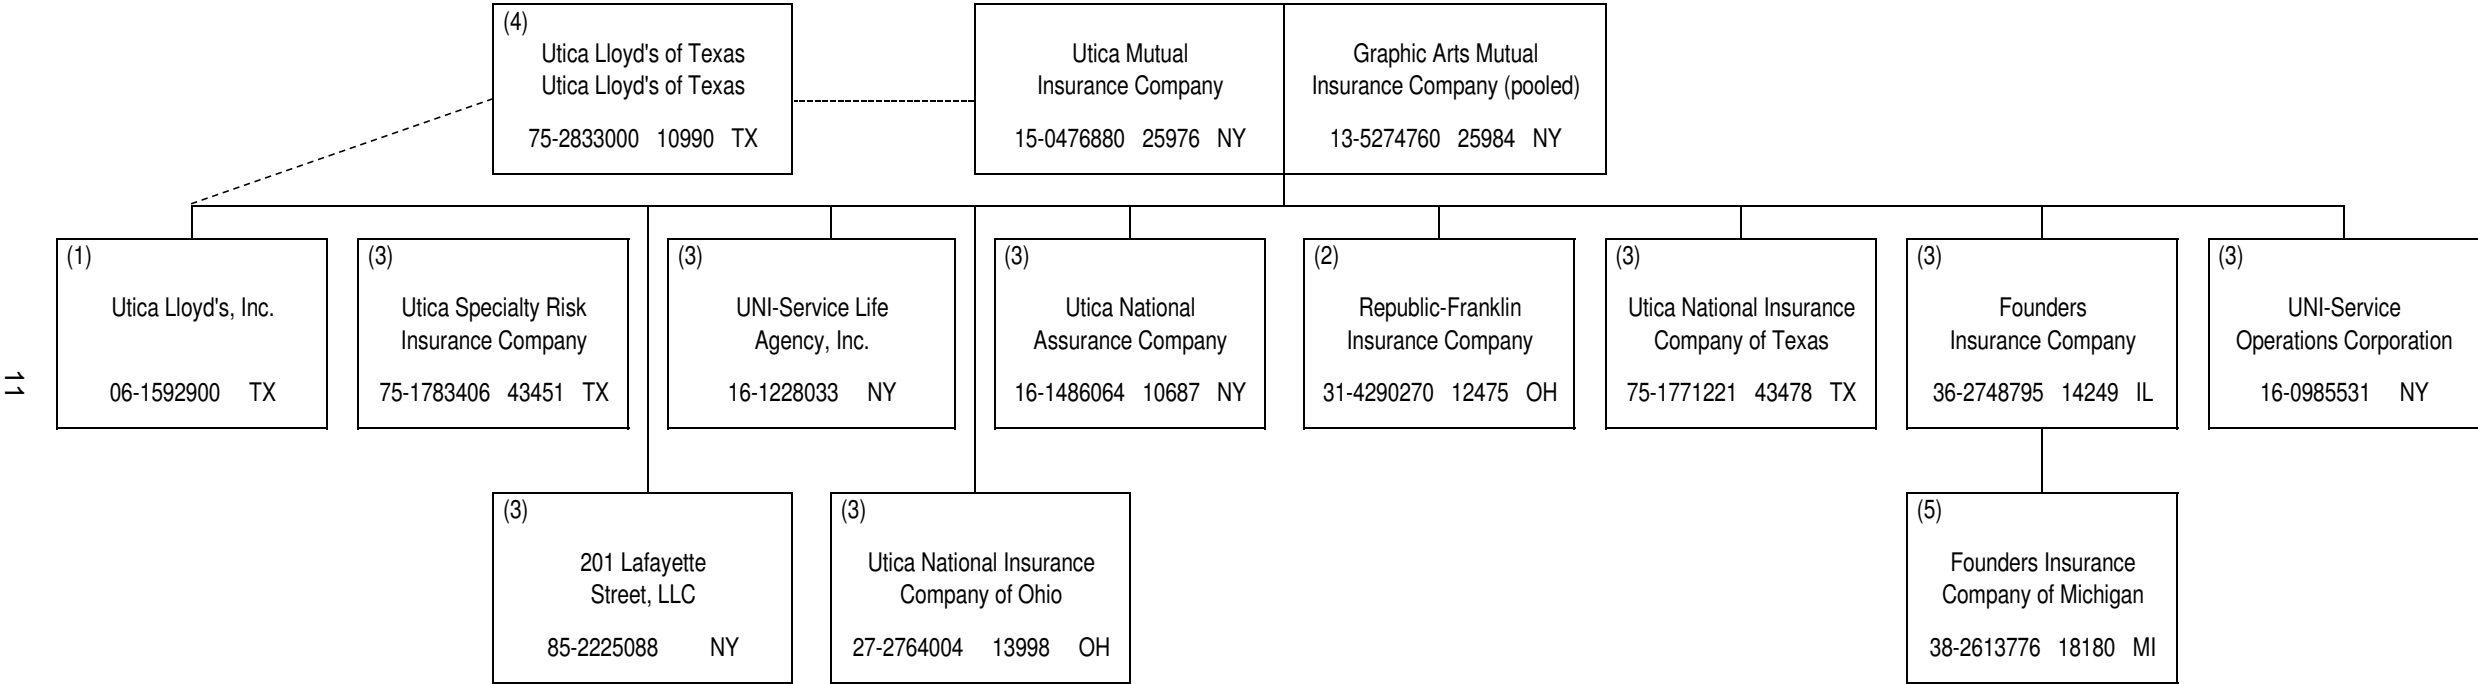 (4)
Utica Lloyd's of Texas
Utica Lloyd's of Texas
75-2833000 10990 TX
Utica Mutual
Insurance Company
15-0476880 25976 NY
Graphic Arts Mutual
Insurance Company (pooled)
13-5274760 25984 NY
(1)
Utica Lloyd's, Inc.
06-1592900 TX
(3)
Utica Specialty Risk
Insurance Company
75-1783406 43451 TX
(3)
UNI-Service Life
Agency, Inc.
16-1228033 NY
(3)
Utica National
Assurance Company
16-1486064 10687 NY
(2)
Republic-Franklin
Insurance Company
31-4290270 12475 OH
(3)
Utica National Insurance
Company of Texas
75-1771221 43478 TX
(3)
Founders
Insurance Company
36-2748795 14249 IL
(3)
UNI-Service
Operations Corporation
16-0985531 NY
11
(3)
201 Lafayette
Street, LLC
85-2225088 NY
(3)
Utica National Insurance
Company of Ohio
27-2764004 13998 OH
(5)
Founders Insurance
Company of Michigan
38-2613776 18180 MI